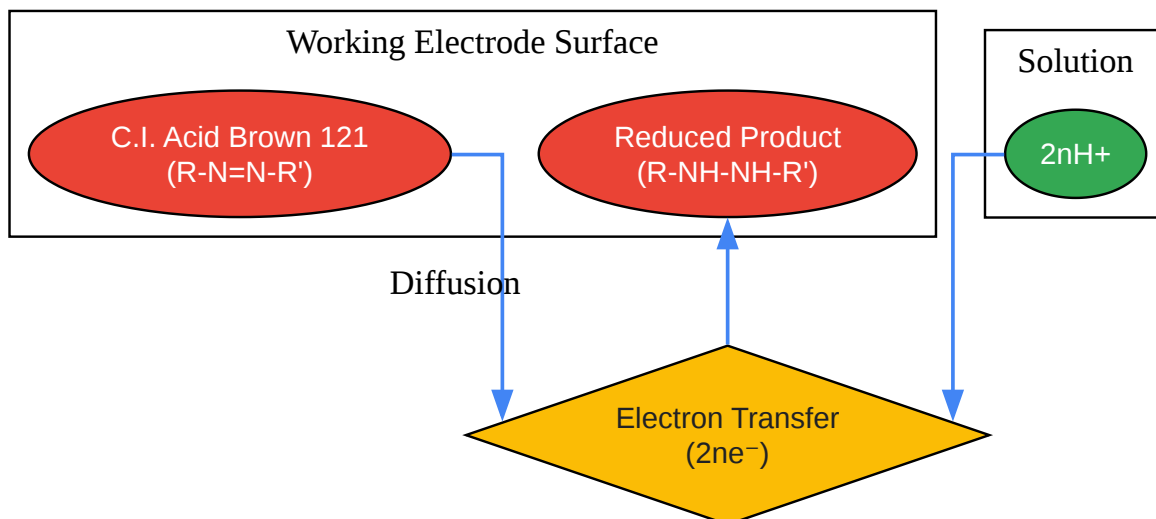 Working Electrode Surface
C.I. Acid Brown 121
(R-N=N-R')
Reduced Product
(R-NH-NH-R')
Solution
2nH+
Diffusion
Electron Transfer
(2ne⁻)